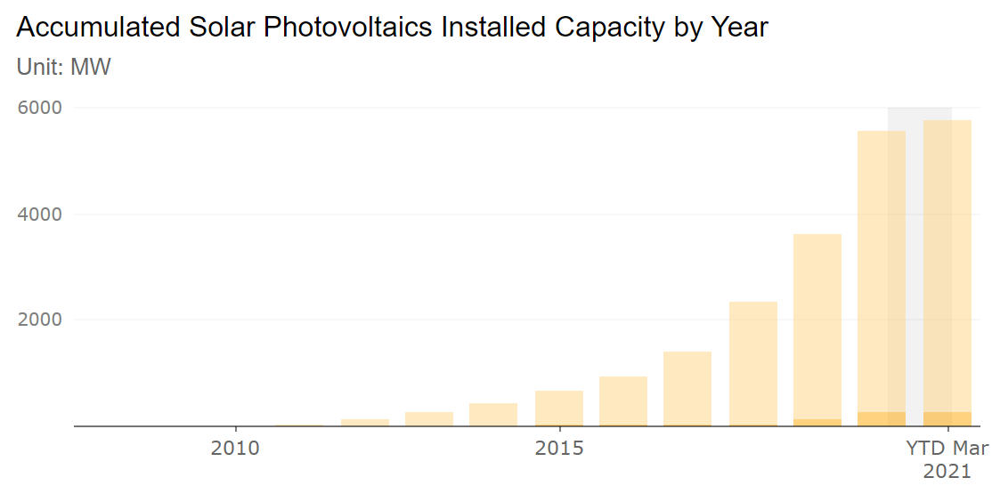 Accumulated Solar Photovoltaics Installed Capacity by Year
Unit: MW
6000
4000
2000
2010
2015
YTD Mar
2021